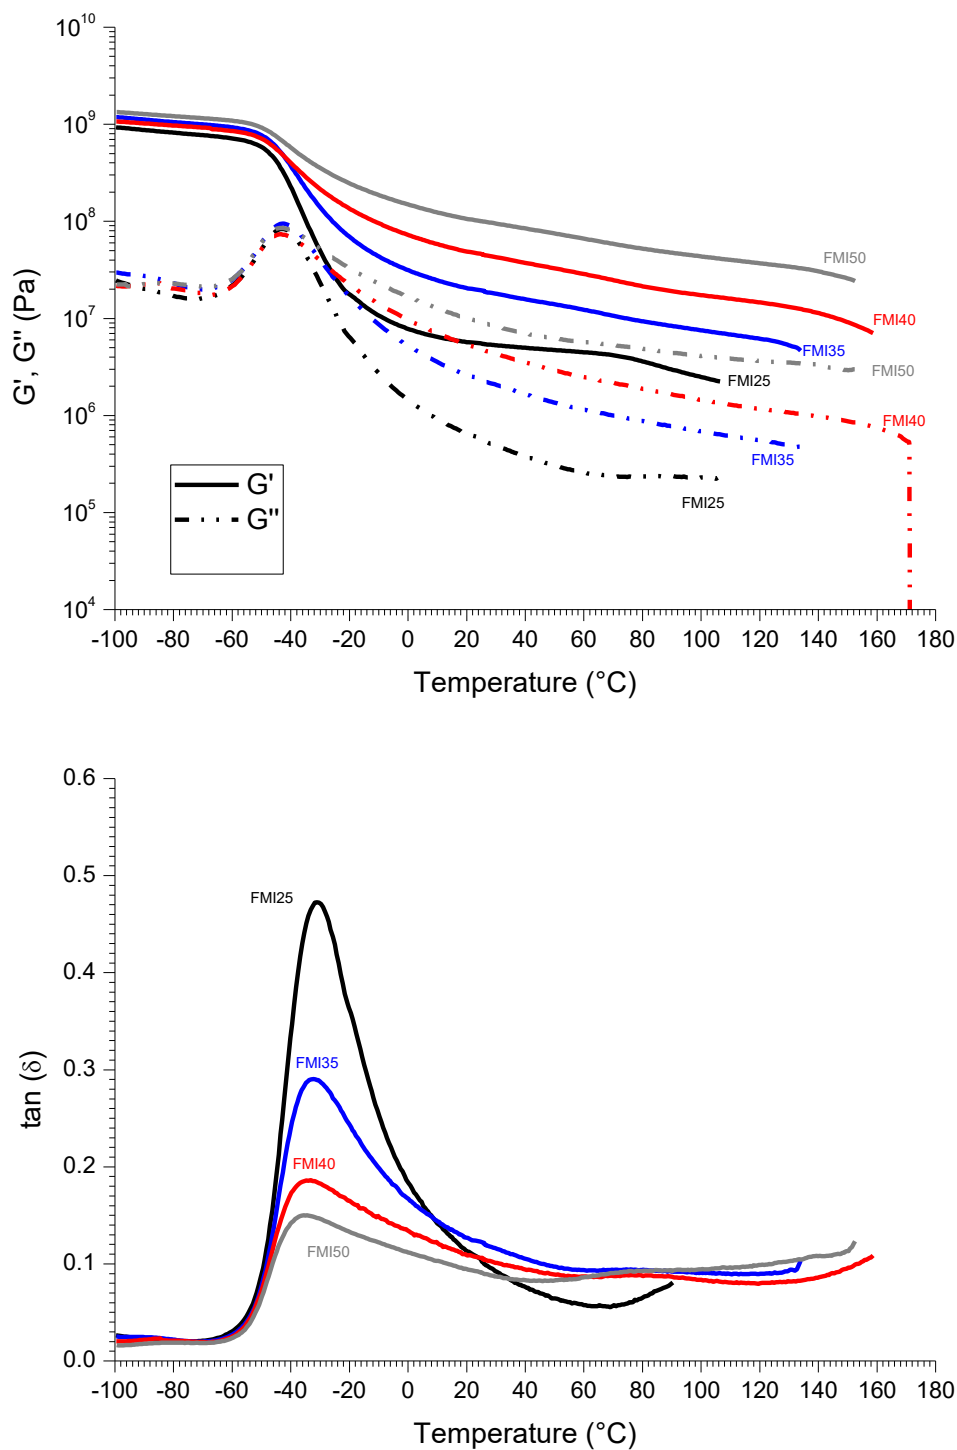 10^10
10^9
10^8
10^7
10^6
10^5
10^4
G', G" (Pa)
FMI50
FMI40
FMI35
FMI50
FMI25
FMI40
FMI35
FMI25
G'
G"
-100 -80 -60 -40 -20 0 20 40 60 80 100 120 140 160 180
Temperature (°C)
0.6
0.5
0.4
0.3
0.2
0.1
0.0
tan (δ)
FMI25
FMI35
FMI40
FMI50
-100 -80 -60 -40 -20 0 20 40 60 80 100 120 140 160 180
Temperature (°C)